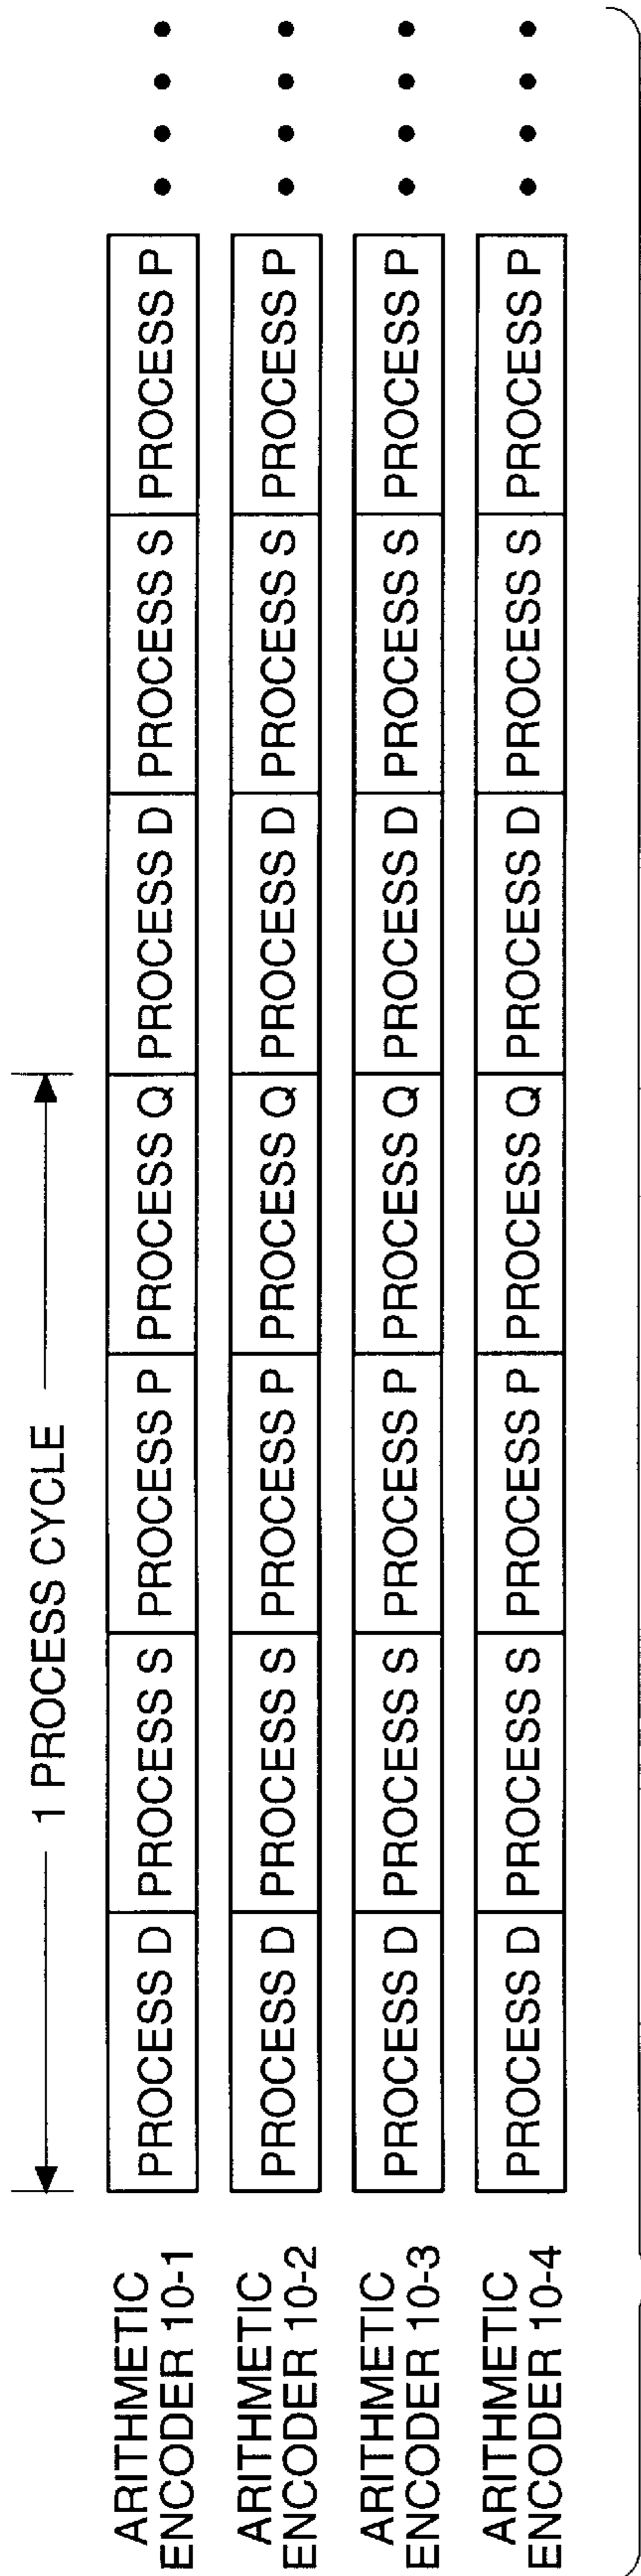 1 PROCESS CYCLE
ARITHMETIC
ENCODER 10-1
PROCESS D PROCESS S PROCESS P PROCESS Q PROCESS D PROCESS S PROCESS P
ARITHMETIC
ENCODER 10-2
PROCESS D PROCESS S PROCESS P PROCESS Q PROCESS D PROCESS S PROCESS P
ARITHMETIC
ENCODER 10-3
PROCESS D PROCESS S PROCESS P PROCESS Q PROCESS D PROCESS S PROCESS P
ARITHMETIC
ENCODER 10-4
PROCESS D PROCESS S PROCESS P PROCESS Q PROCESS D PROCESS S PROCESS P